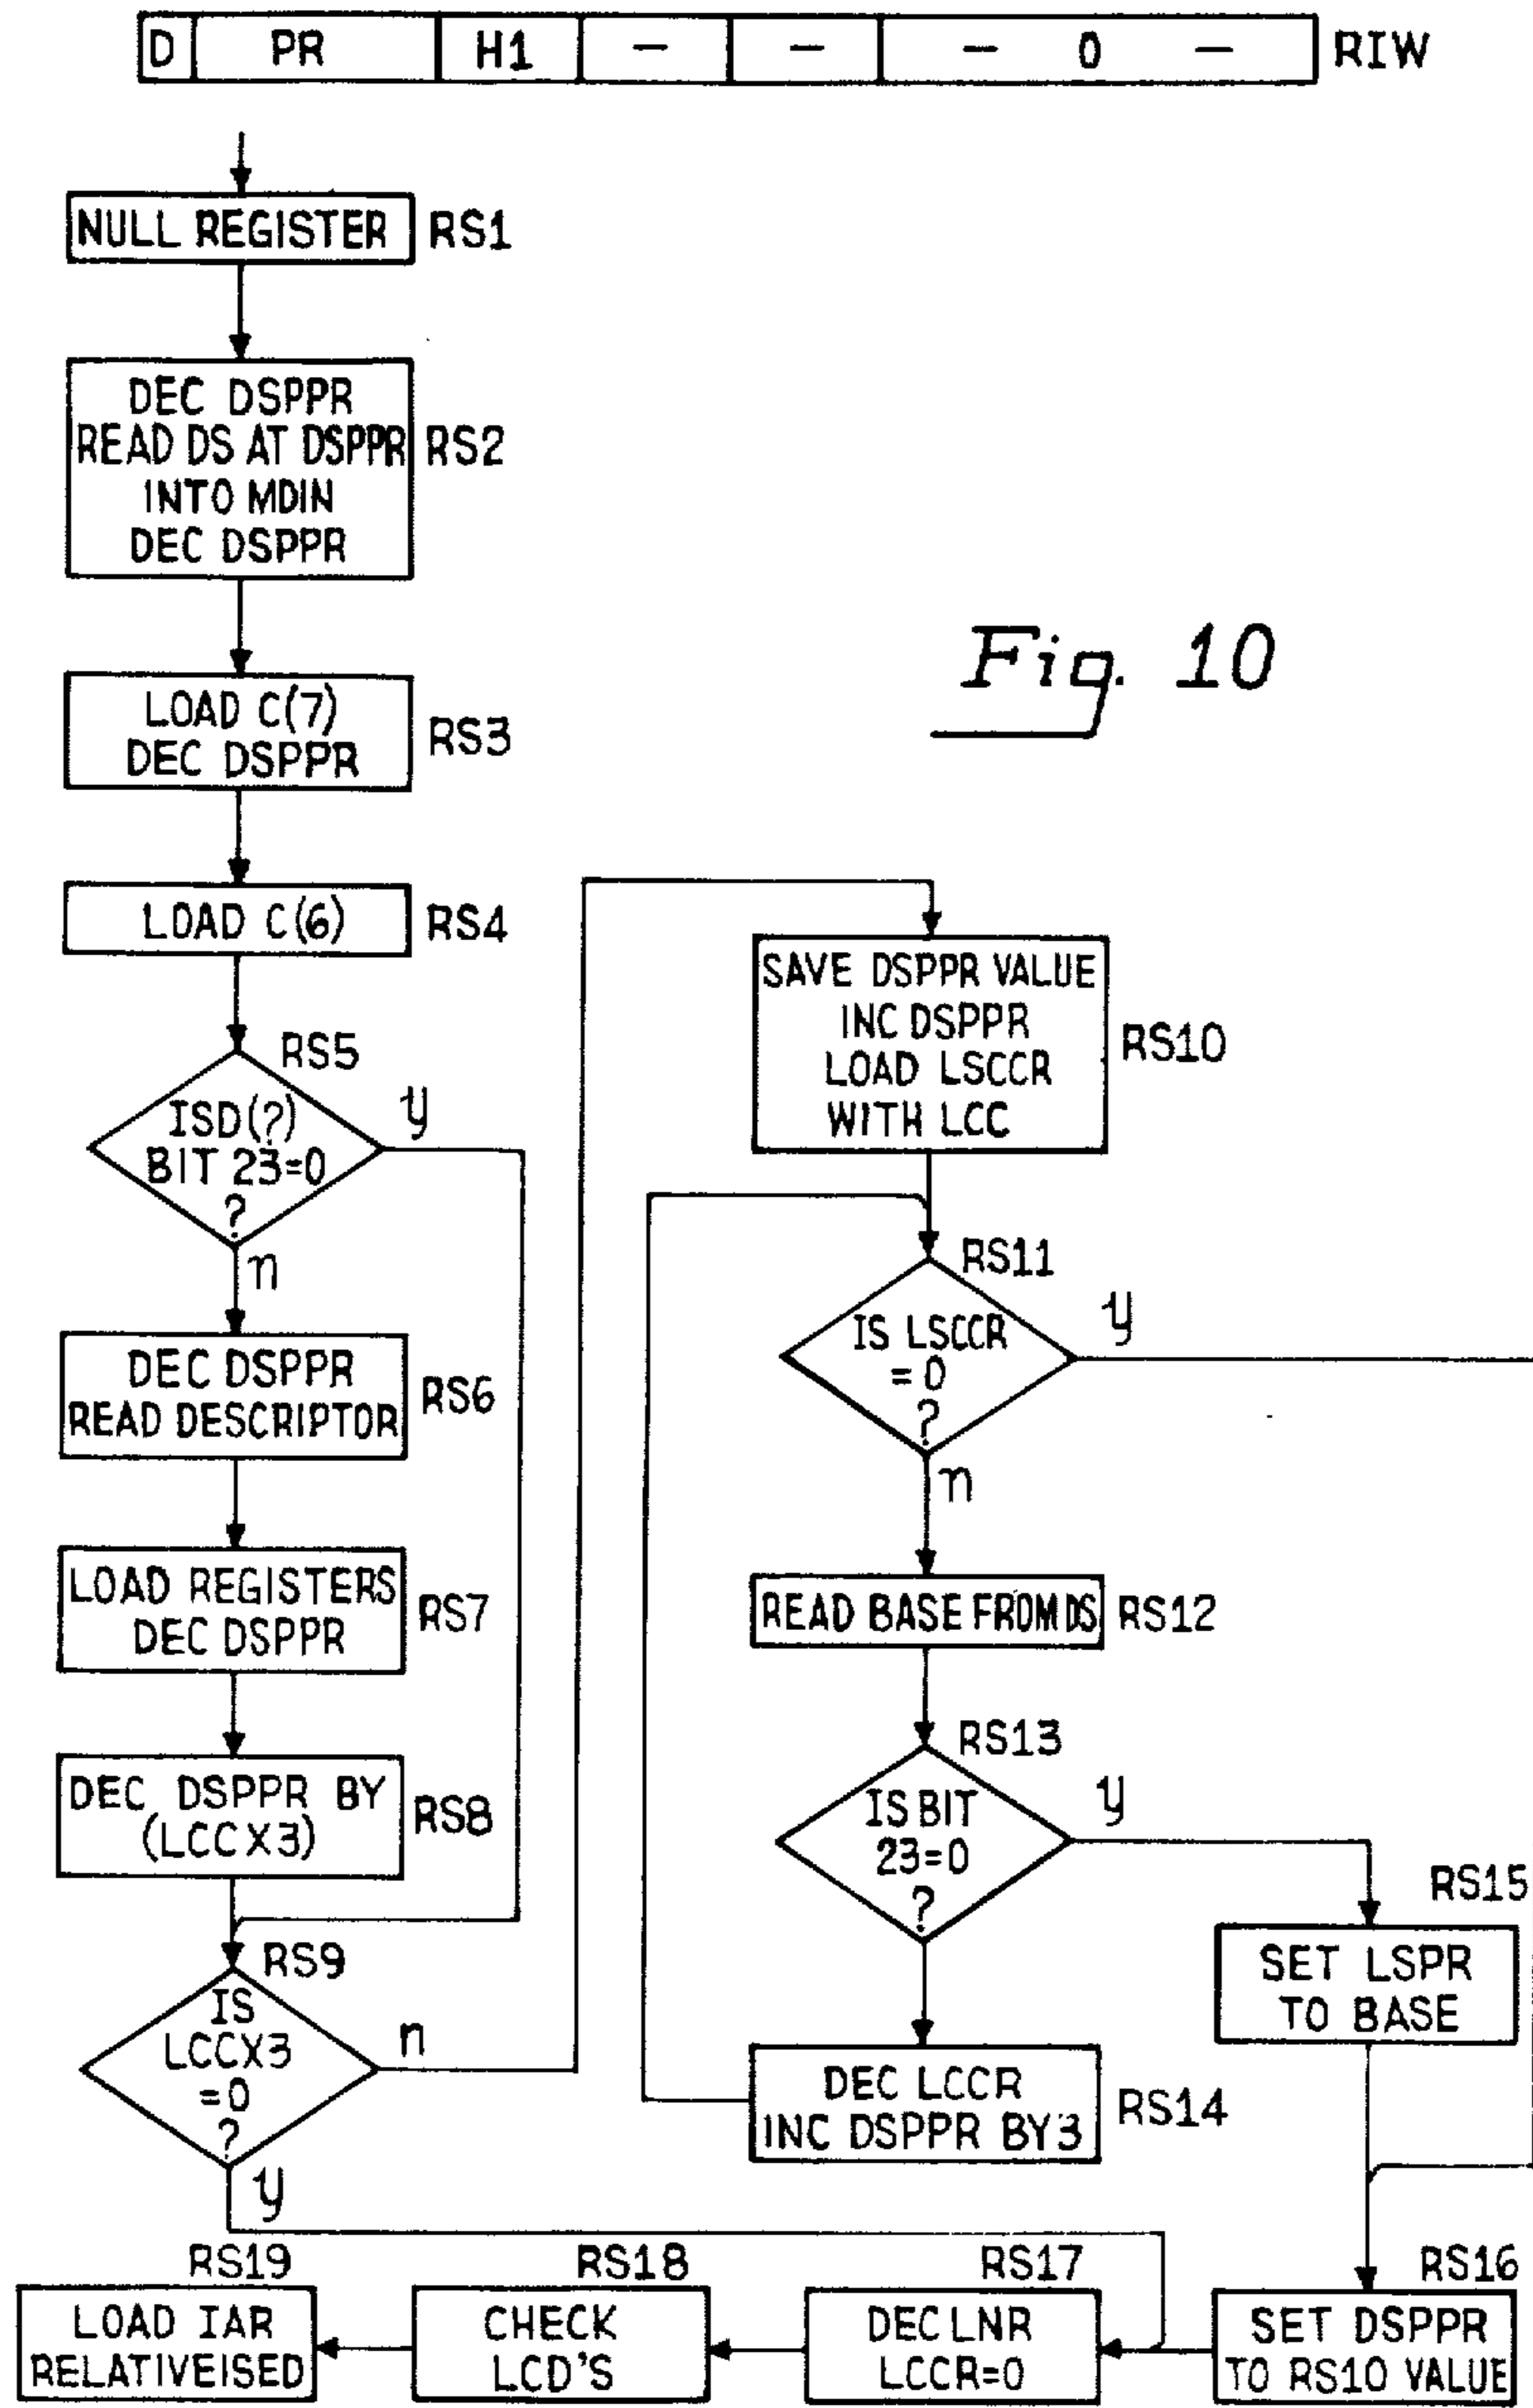 D PR H1 — — — 0 — RIW
NULL REGISTER RS1
DEC DSPPR
READ DS AT DSPPR
INTO MDIN
DEC DSPPR
RS2
Fig. 10
LOAD C(7)
DEC DSPPR
RS3
LOAD C(6) RS4
RS5
ISD(?)
BIT 23=0
?
y
n
DEC DSPPR
READ DESCRIPTOR
RS6
LOAD REGISTERS
DEC DSPPR
RS7
DEC DSPPR BY
(LCCX3)
RS8
RS9
IS
LCCX3
=0
?
n
y
SAVE DSPPR VALUE
INC DSPPR
LOAD LSCCR
WITH LCC
RS10
RS11
IS LSCCR
=0
?
y
n
READ BASE FROM DS RS12
RS13
IS BIT
23=0
?
y
DEC LCCR
INC DSPPR BY 3
RS14
RS15
SET LSPR
TO BASE
RS16
SET DSPPR
TO RS10 VALUE
RS17
DEC LNR
LCCR=0
RS18
CHECK
LCD'S
RS19
LOAD IAR
RELATIVEISED